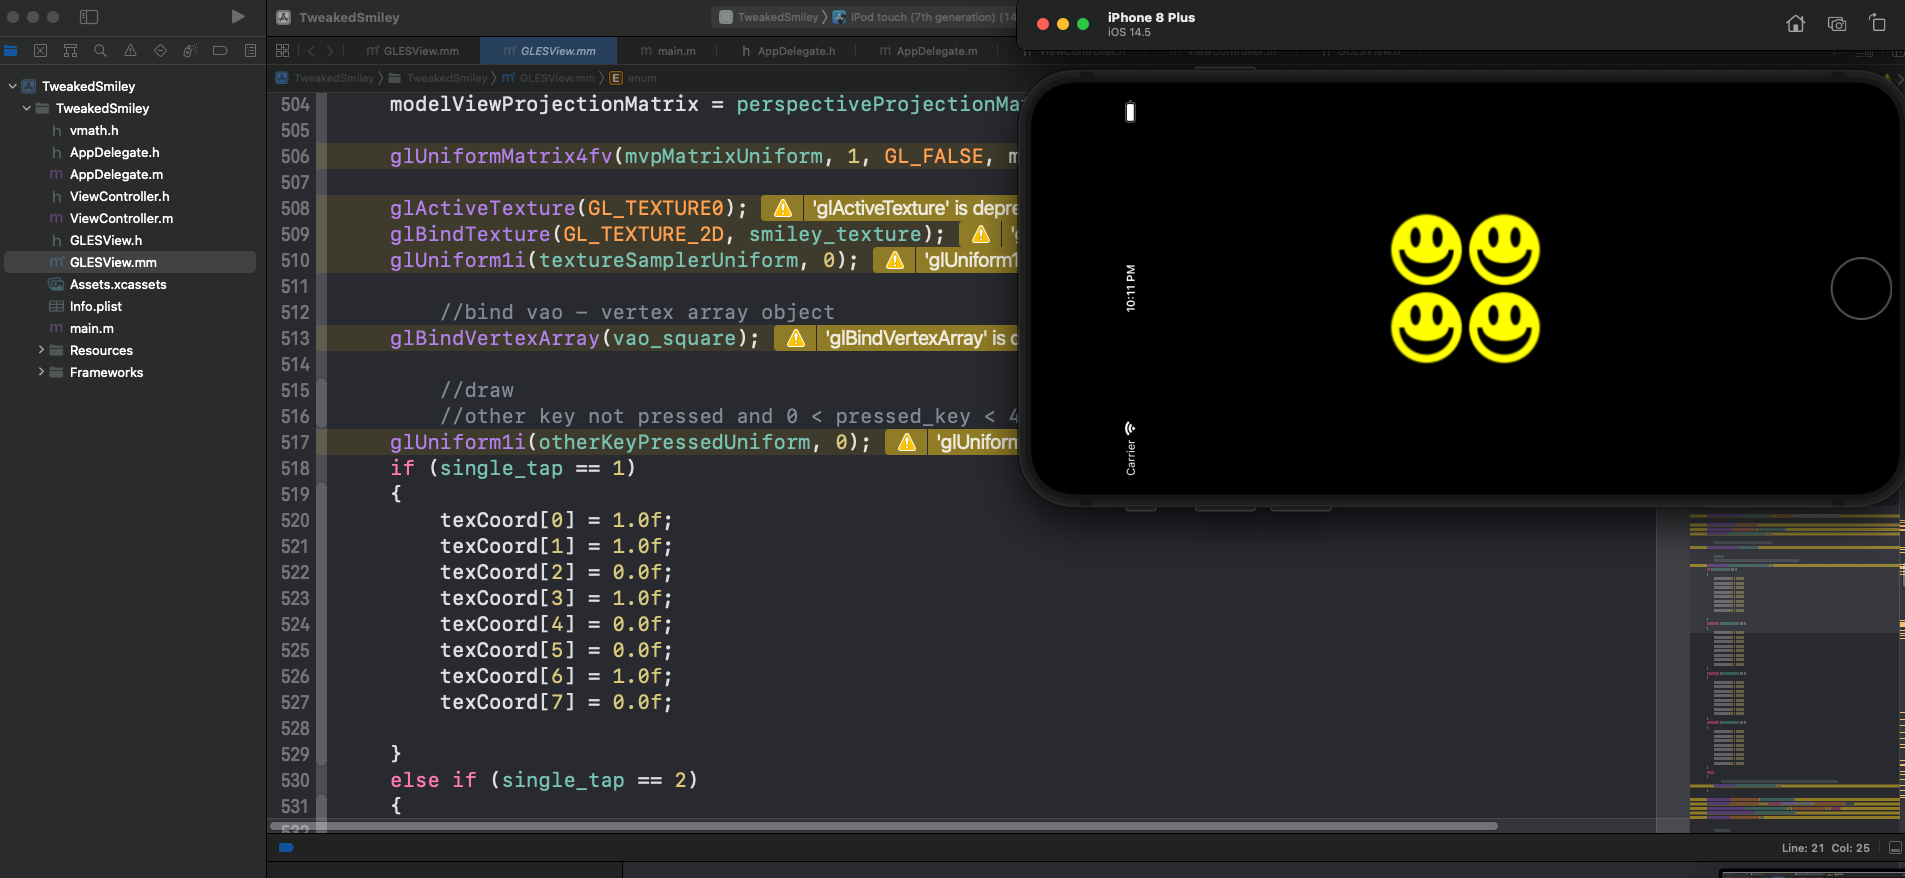 TweakedSmiley
TweakedSmiley
iPod touch (7th generation) (14
iPhone 8 Plus
iOS 14.5
GLESView.mm
GLESView.mm
main.m
AppDelegate.h
AppDelegate.m
TweakedSmiley
TweakedSmiley
GLESView.mm
enum
TweakedSmiley
TweakedSmiley
vmath.h
AppDelegate.h
AppDelegate.m
ViewController.h
ViewController.m
GLESView.h
GLESView.mm
Assets.xcassets
Info.plist
main.m
Resources
Frameworks
504 modelViewProjectionMatrix = perspectiveProjectionMa
505
506 glUniformMatrix4fv(mvpMatrixUniform, 1, GL_FALSE, m
507
508 glActiveTexture(GL_TEXTURE0); 'glActiveTexture' is depre
509 glBindTexture(GL_TEXTURE_2D, smiley_texture); 'g
510 glUniform1i(textureSamplerUniform, 0); 'glUniform1
511
512 //bind vao – vertex array object
513 glBindVertexArray(vao_square); 'glBindVertexArray' is d
514
515 //draw
516 //other key not pressed and 0 < pressed_key < 4
517 glUniform1i(otherKeyPressedUniform, 0); 'glUniform
518 if (single_tap == 1)
519 {
520 texCoord[0] = 1.0f;
521 texCoord[1] = 1.0f;
522 texCoord[2] = 0.0f;
523 texCoord[3] = 1.0f;
524 texCoord[4] = 0.0f;
525 texCoord[5] = 0.0f;
526 texCoord[6] = 1.0f;
527 texCoord[7] = 0.0f;
528
529 }
530 else if (single_tap == 2)
531 {
532
10:11 PM
Carrier
Line: 21 Col: 25